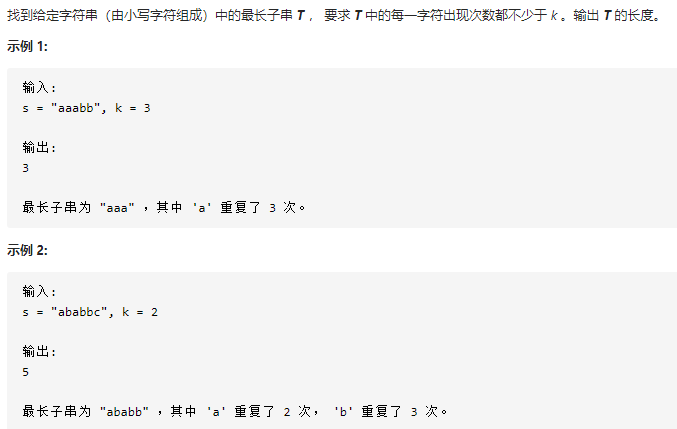 找到给定字符串（由小写字符组成）中的最长子串 T ， 要求 T 中的每一字符出现次数都不少于 k 。输出 T 的长度。
示例 1:
输入:
s = "aaabb", k = 3
输出:
3
最长子串为 "aaa" ，其中 'a' 重复了 3 次。
示例 2:
输入:
s = "ababbc", k = 2
输出:
5
最长子串为 "ababb" ，其中 'a' 重复了 2 次， 'b' 重复了 3 次。